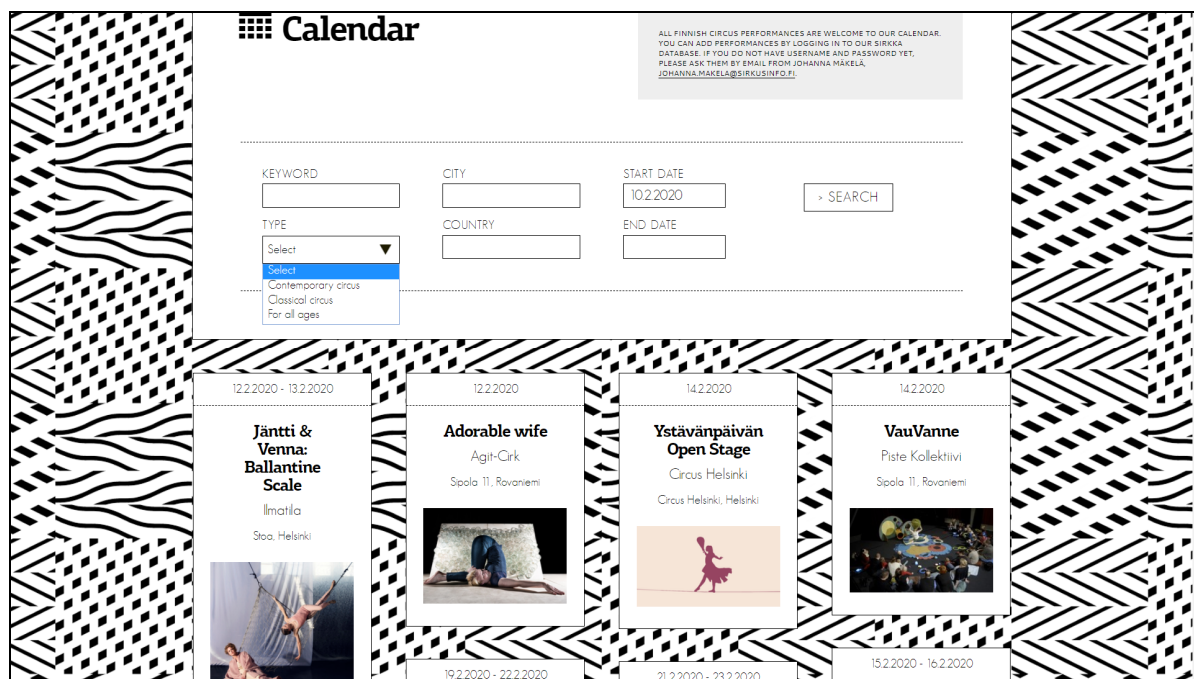 Calendar
ALL FINNISH CIRCUS PERFORMANCES ARE WELCOME TO OUR CALENDAR.
YOU CAN ADD PERFORMANCES BY LOGGING IN TO OUR SIRKKA
DATABASE. IF YOU DO NOT HAVE USERNAME AND PASSWORD YET,
PLEASE ASK THEM BY EMAIL FROM JOHANNA MÄKELÄ,
JOHANNA.MAKELA@SIRKUSINFO.FI.
KEYWORD
CITY
START DATE
10.2.2020
> SEARCH
TYPE
COUNTRY
END DATE
Select
Select
Contemporary circus
Classical circus
For all ages
12.2.2020 - 13.2.2020
Jäntti &
Venna:
Ballantine
Scale
Ilmatila
Stoa, Helsinki
12.2.2020
Adorable wife
Agit-Cirk
Sipola 11, Rovaniemi
14.2.2020
Ystävänpäivän
Open Stage
Circus Helsinki
Circus Helsinki, Helsinki
14.2.2020
VauVanne
Piste Kollektiivi
Sipola 11, Rovaniemi
19.2.2020 - 22.2.2020
21.2.2020 - 23.2.2020
15.2.2020 - 16.2.2020